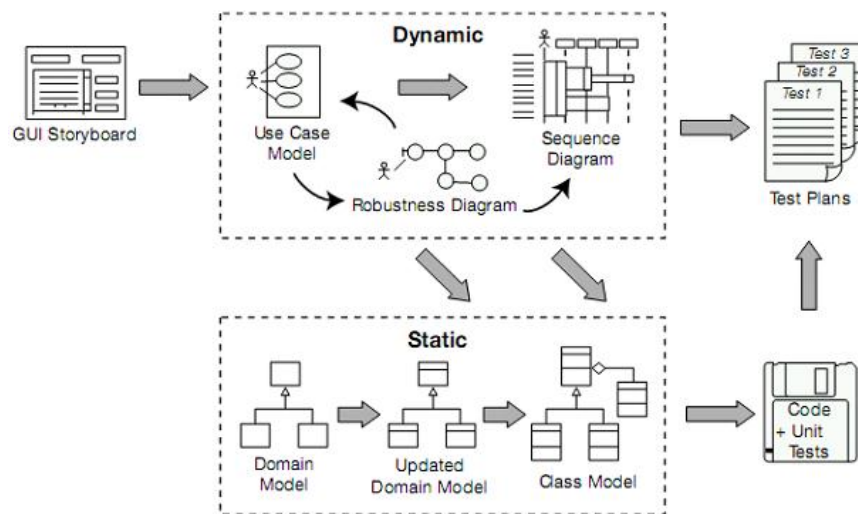 Dynamic
GUI Storyboard
Use Case
Model
Sequence
Diagram
Robustness Diagram
Test 3
Test 2
Test 1
Test Plans
Static
Domain
Model
Updated
Domain Model
Class Model
Code
+ Unit
Tests